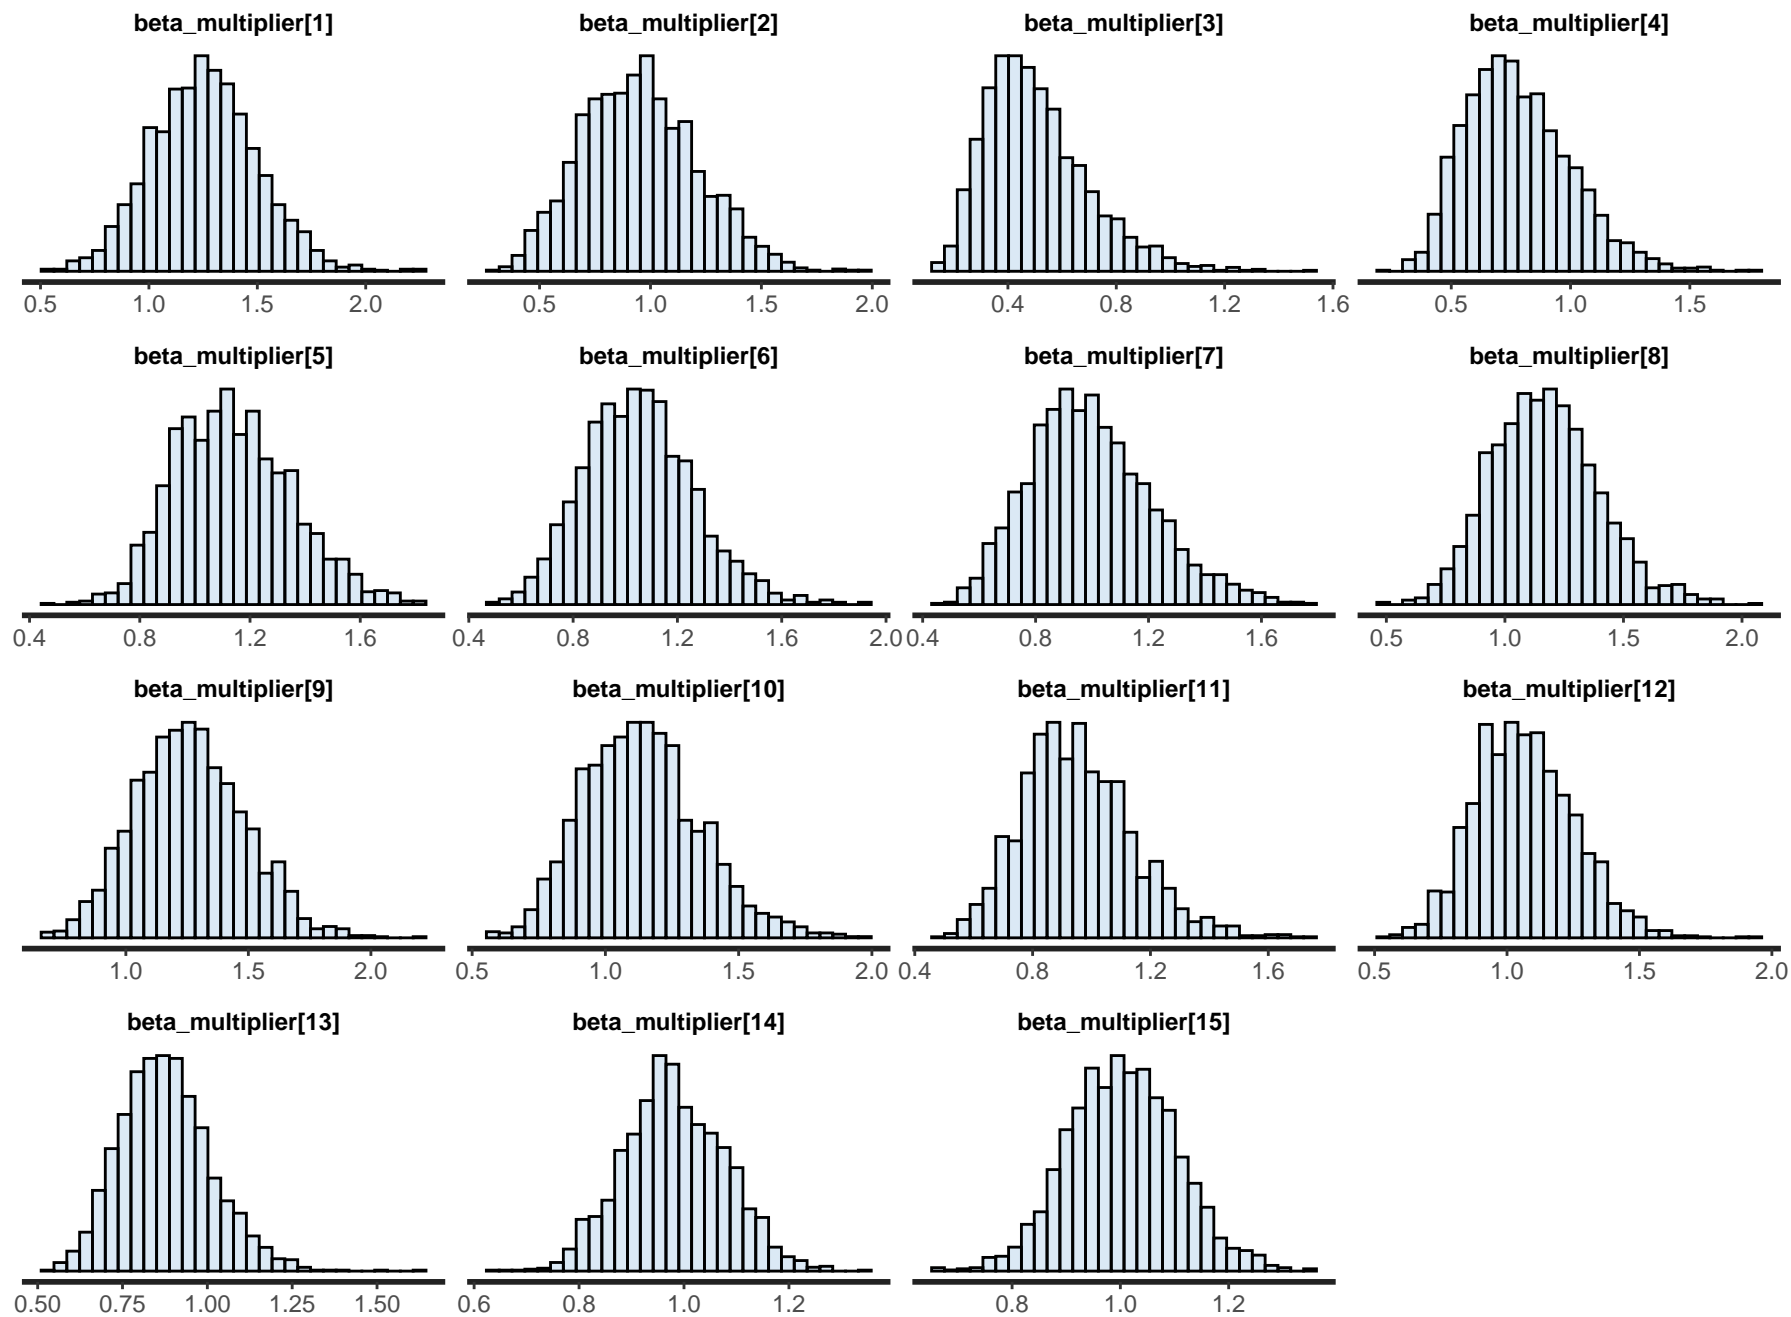 beta_multiplier[1] beta_multiplier[2] beta_multiplier[3] beta_multiplier[4]
0.5 1.0 1.5 2.0 0.5 1.0 1.5 2.0 0.4 0.8 1.2 1.6 0.5 1.0 1.5
beta_multiplier[5] beta_multiplier[6] beta_multiplier[7] beta_multiplier[8]
0.4 0.8 1.2 1.6 0.4 0.8 1.2 1.6 2.0 0.4 0.8 1.2 1.6 0.5 1.0 1.5 2.0
beta_multiplier[9] beta_multiplier[10] beta_multiplier[11] beta_multiplier[12]
1.0 1.5 2.0 0.5 1.0 1.5 2.0 0.4 0.8 1.2 1.6 0.5 1.0 1.5 2.0
beta_multiplier[13] beta_multiplier[14] beta_multiplier[15]
0.50 0.75 1.00 1.25 1.50 0.6 0.8 1.0 1.2 0.8 1.0 1.2